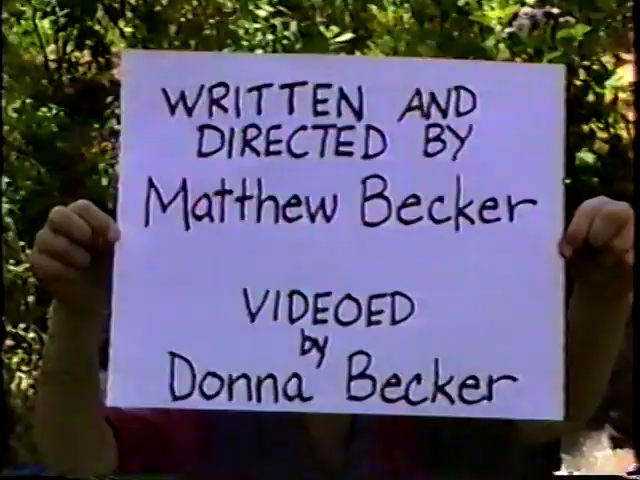 WRITTEN AND
DIRECTED BY
Matthew Becker
VIDEOED
by
Donna Becker